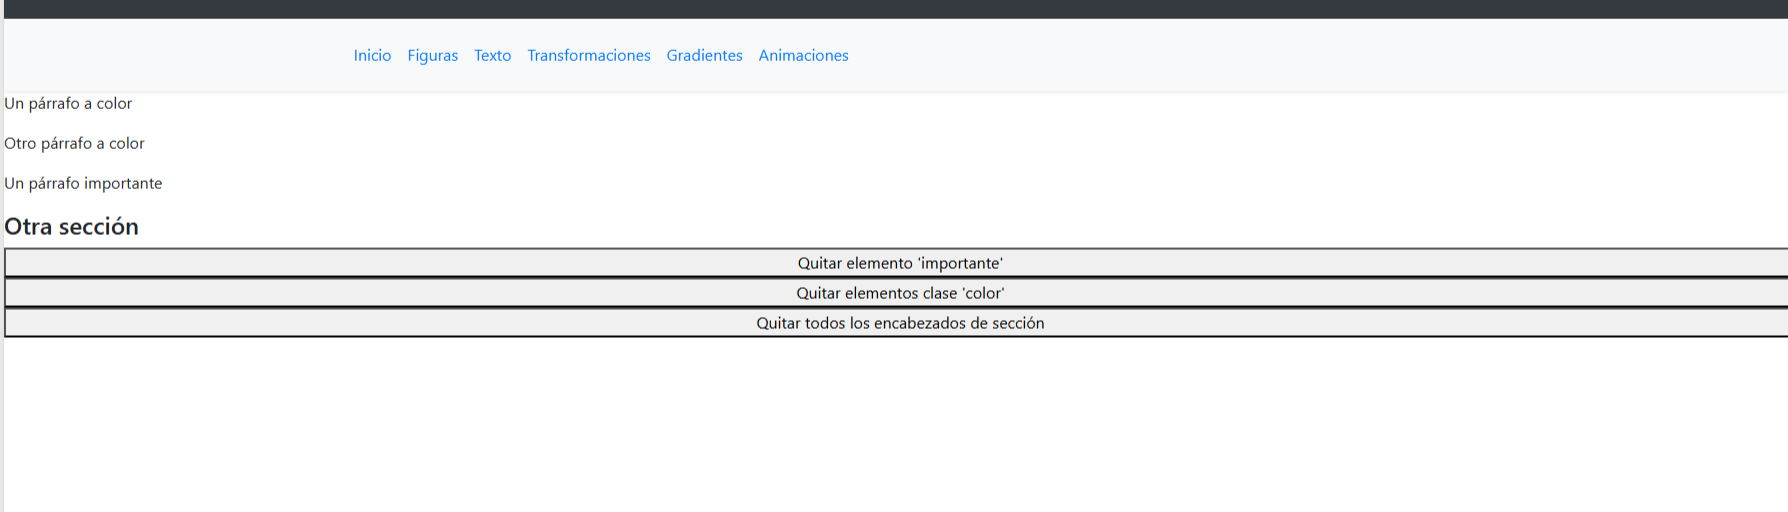 Inicio Figuras Texto Transformaciones Gradientes Animaciones
Un párrafo a color
Otro párrafo a color
Un párrafo importante
Otra sección
Quitar elemento 'importante'
Quitar elementos clase 'color'
Quitar todos los encabezados de sección